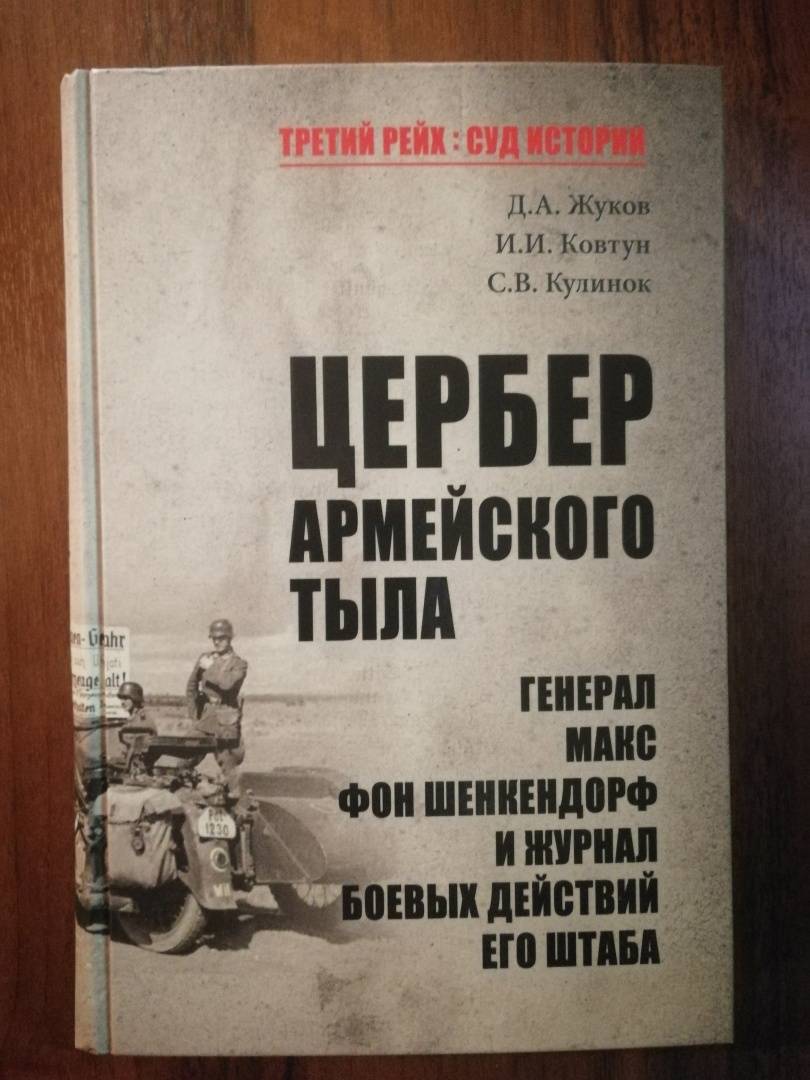 ТРЕТИЙ РЕЙХ : СУД ИСТОРИИ
Д.А. Жуков
И.И. Ковтун
С.В. Кулинок
ЦЕРБЕР
АРМЕЙСКОГО
ТЫЛА
ГЕНЕРАЛ
МАКС
ФОН ШЕНКЕНДОРФ
И ЖУРНАЛ
БОЕВЫХ ДЕЙСТВИЙ
ЕГО ШТАБА
1230